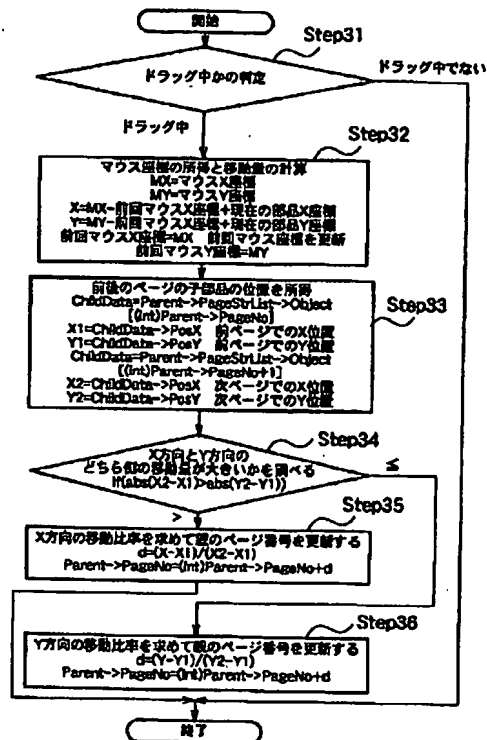 開始
Step31
ドラッグ中かの判定
ドラッグ中でない
ドラッグ中
Step32
マウス座標の所得と移動量の計算
MX=マウスX座標
MY=マウスY座標
X=MX-前回マウスX座標+現在の部品X座標
Y=MY-前回マウスY座標+現在の部品Y座標
前回マウスX座標=MX 前回マウス座標を更新
前回マウスY座標=MY
Step33
前後のページの子部品の位置を所得
ChildData=Parent->PageStrList->Object
[(int)Parent->PageNo]
X1=ChildData->PosX 前ページでのX位置
Y1=ChildData->PosY 前ページでのY位置
ChildData=Parent->PageStrList->Object
[(int)Parent->PageNo+1]
X2=ChildData->PosX 次ページでのX位置
Y2=ChildData->PosY 次ページでのY位置
Step34
X方向とY方向の
どちら側の移動量が大きいかを調べる
if(abs(X2-X1)>abs(Y2-Y1))
≦
>
Step35
X方向の移動比率を求めて親のページ番号を更新する
d=(X-X1)/(X2-X1)
Parent->PageNo=(int)Parent->PageNo+d
Step36
Y方向の移動比率を求めて親のページ番号を更新する
d=(Y-Y1)/(Y2-Y1)
Parent->PageNo=(int)Parent->PageNo+d
終了